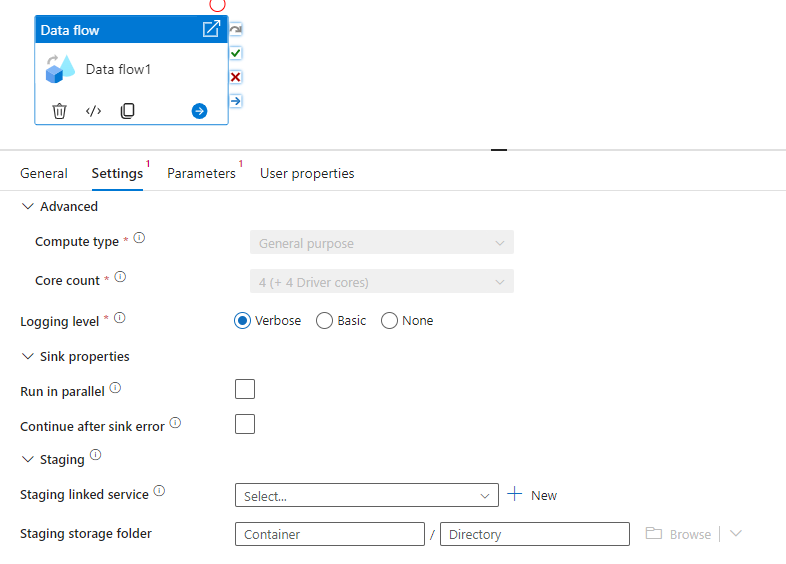 Data flow
Data flow1
General Settings 1 Parameters 1 User properties
Advanced
Compute type * General purpose
Core count * 4 (+ 4 Driver cores)
Logging level * Verbose Basic None
Sink properties
Run in parallel
Continue after sink error
Staging
Staging linked service Select... New
Staging storage folder Container / Directory Browse